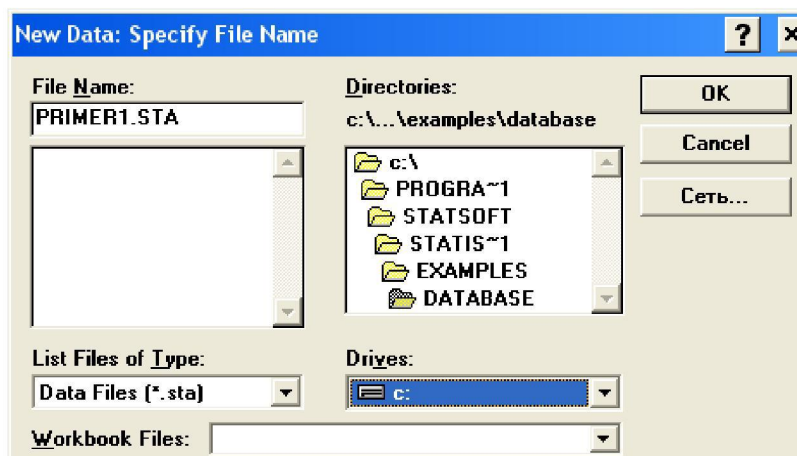 New Data: Specify File Name
File Name:
PRIMER1.STA
Directories:
c:\...\examples\database
c:\
PROGRA~1
STATSOFT
STATIS~1
EXAMPLES
DATABASE
OK
Cancel
Сеть...
List Files of Type:
Data Files (*.sta)
Drives:
c:
Workbook Files: